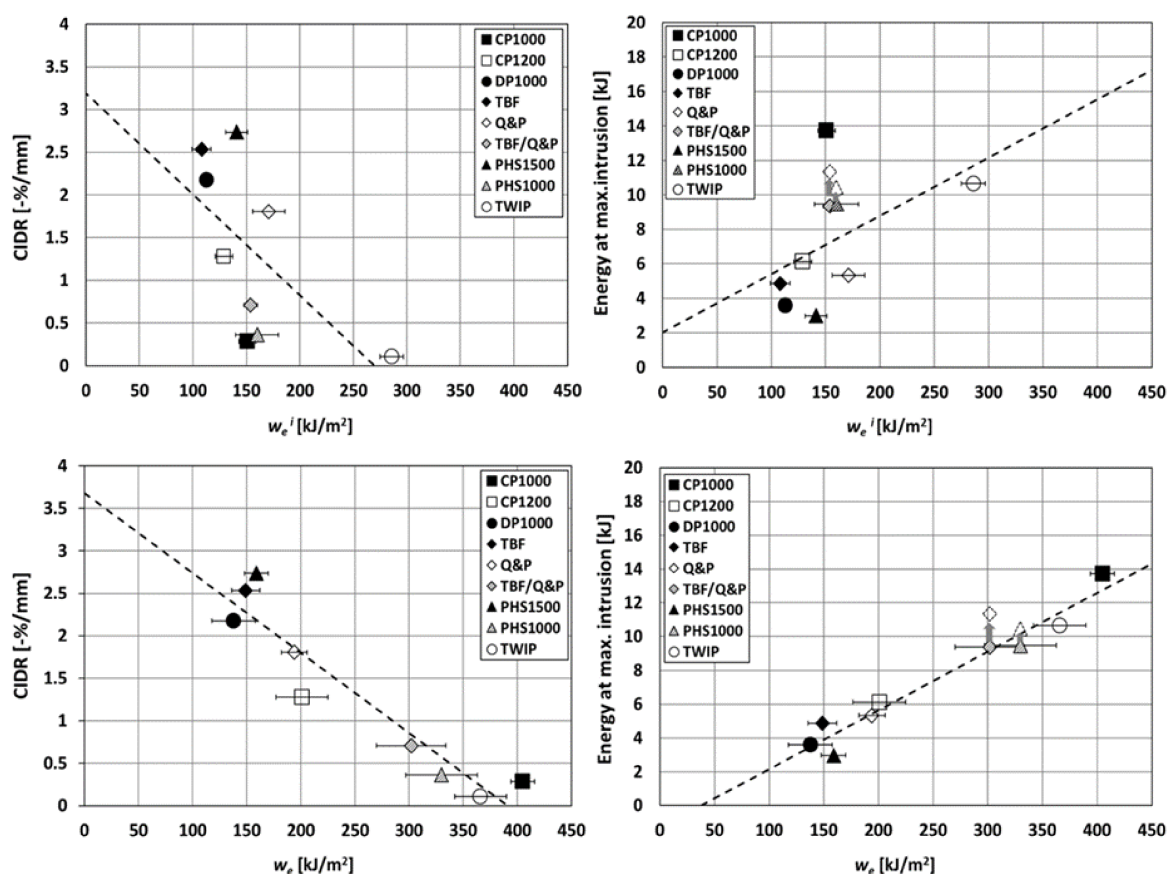 4
3.5
3
2.5
2
1.5
1
0.5
0
0 50 100 150 200 250 300 350 400 450
CIDR [-%/mm]
w_e^i [kJ/m²]
CP1000
CP1200
DP1000
TBF
Q&P
TBF/Q&P
PHS1500
PHS1000
TWIP
20
18
16
14
12
10
8
6
4
2
0
0 50 100 150 200 250 300 350 400 450
Energy at max.intrusion [kJ]
w_e^i [kJ/m²]
CP1000
CP1200
DP1000
TBF
Q&P
TBF/Q&P
PHS1500
PHS1000
TWIP
4
3.5
3
2.5
2
1.5
1
0.5
0
0 50 100 150 200 250 300 350 400 450
CIDR [-%/mm]
w_e [kJ/m²]
CP1000
CP1200
DP1000
TBF
Q&P
TBF/Q&P
PHS1500
PHS1000
TWIP
20
18
16
14
12
10
8
6
4
2
0
0 50 100 150 200 250 300 350 400 450
Energy at max. intrusion [kJ]
w_e [kJ/m²]
CP1000
CP1200
DP1000
TBF
Q&P
TBF/Q&P
PHS1500
PHS1000
TWIP